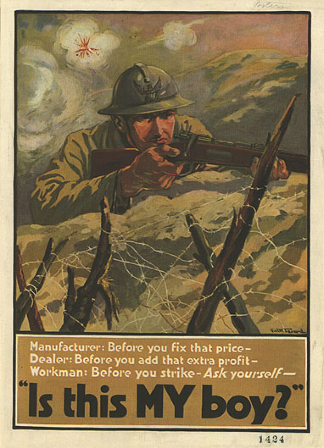 Manufacturer: Before you fix that price—
Dealer: Before you add that extra profit—
Workman: Before you strike—Ask yourself—
"Is this MY boy?"
1424